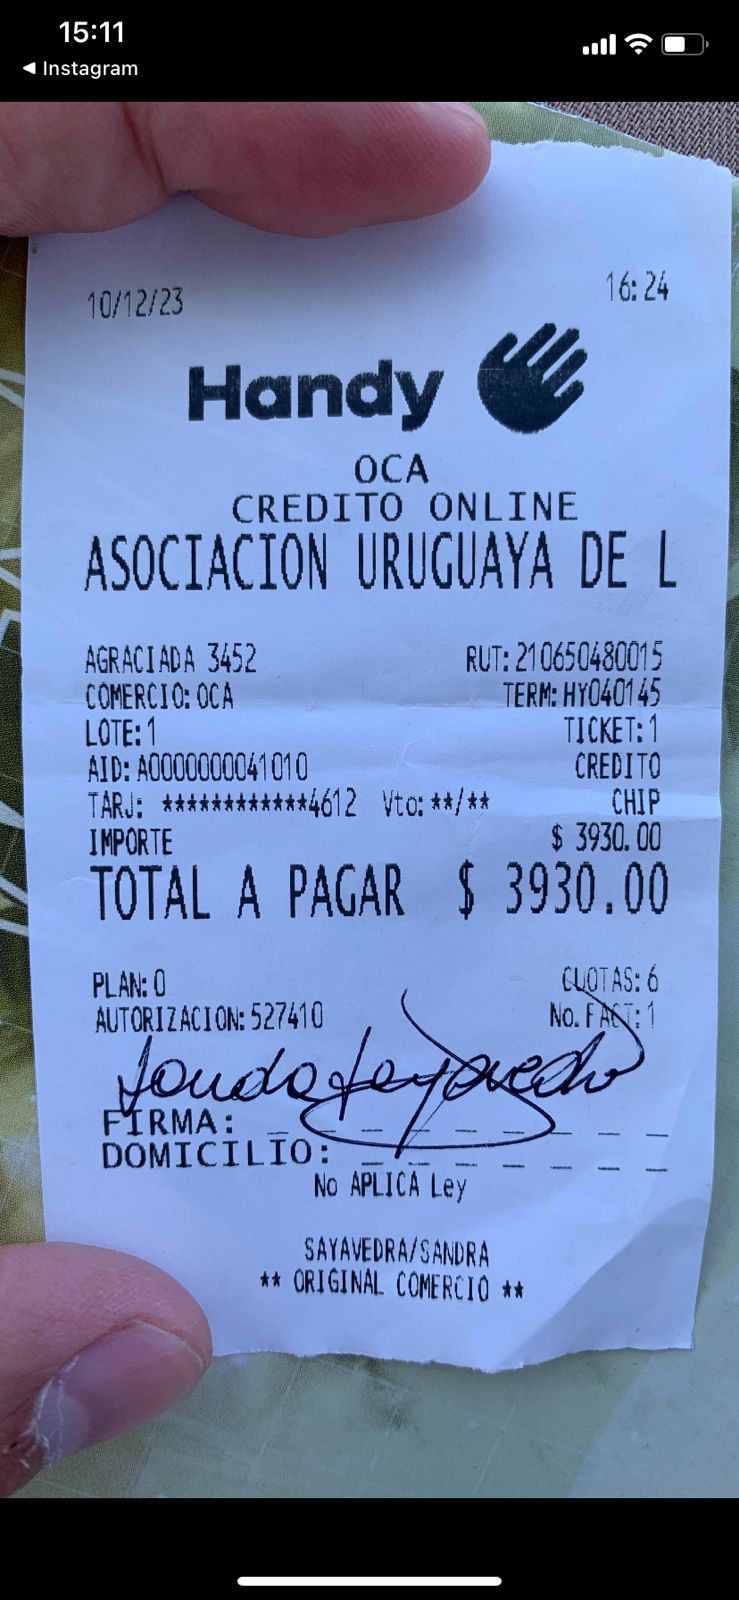 15:11
◀ Instagram
10/12/23 16:24
Handy
OCA
CREDITO ONLINE
ASOCIACION URUGUAYA DE L
AGRACIADA 3452 RUT: 210650480015
COMERCIO: OCA TERM: HY040145
LOTE: 1 TICKET: 1
AID: A0000000041010 CREDITO
TARJ: ************4612 Vto: **/** CHIP
IMPORTE $ 3930.00
TOTAL A PAGAR $ 3930.00
PLAN: 0 CUOTAS: 6
AUTORIZACION: 527410 No. FACT: 1
FIRMA: _ _ _ _ _ _ _ _ _
DOMICILIO: _ _ _ _ _ _ _
No APLICA Ley
SAYAVEDRA/SANDRA
** ORIGINAL COMERCIO **